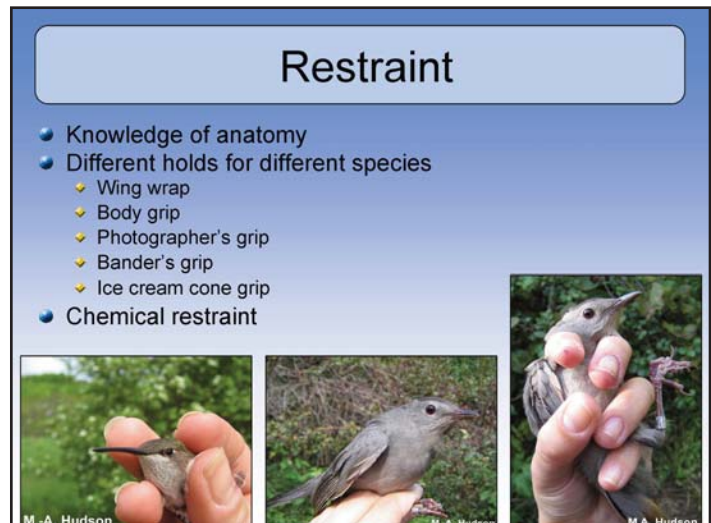 Restraint
Knowledge of anatomy
Different holds for different species
Wing wrap
Body grip
Photographer's grip
Bander's grip
Ice cream cone grip
Chemical restraint
M.-A. Hudson
M.-A. Hudson
M.A. Hudson